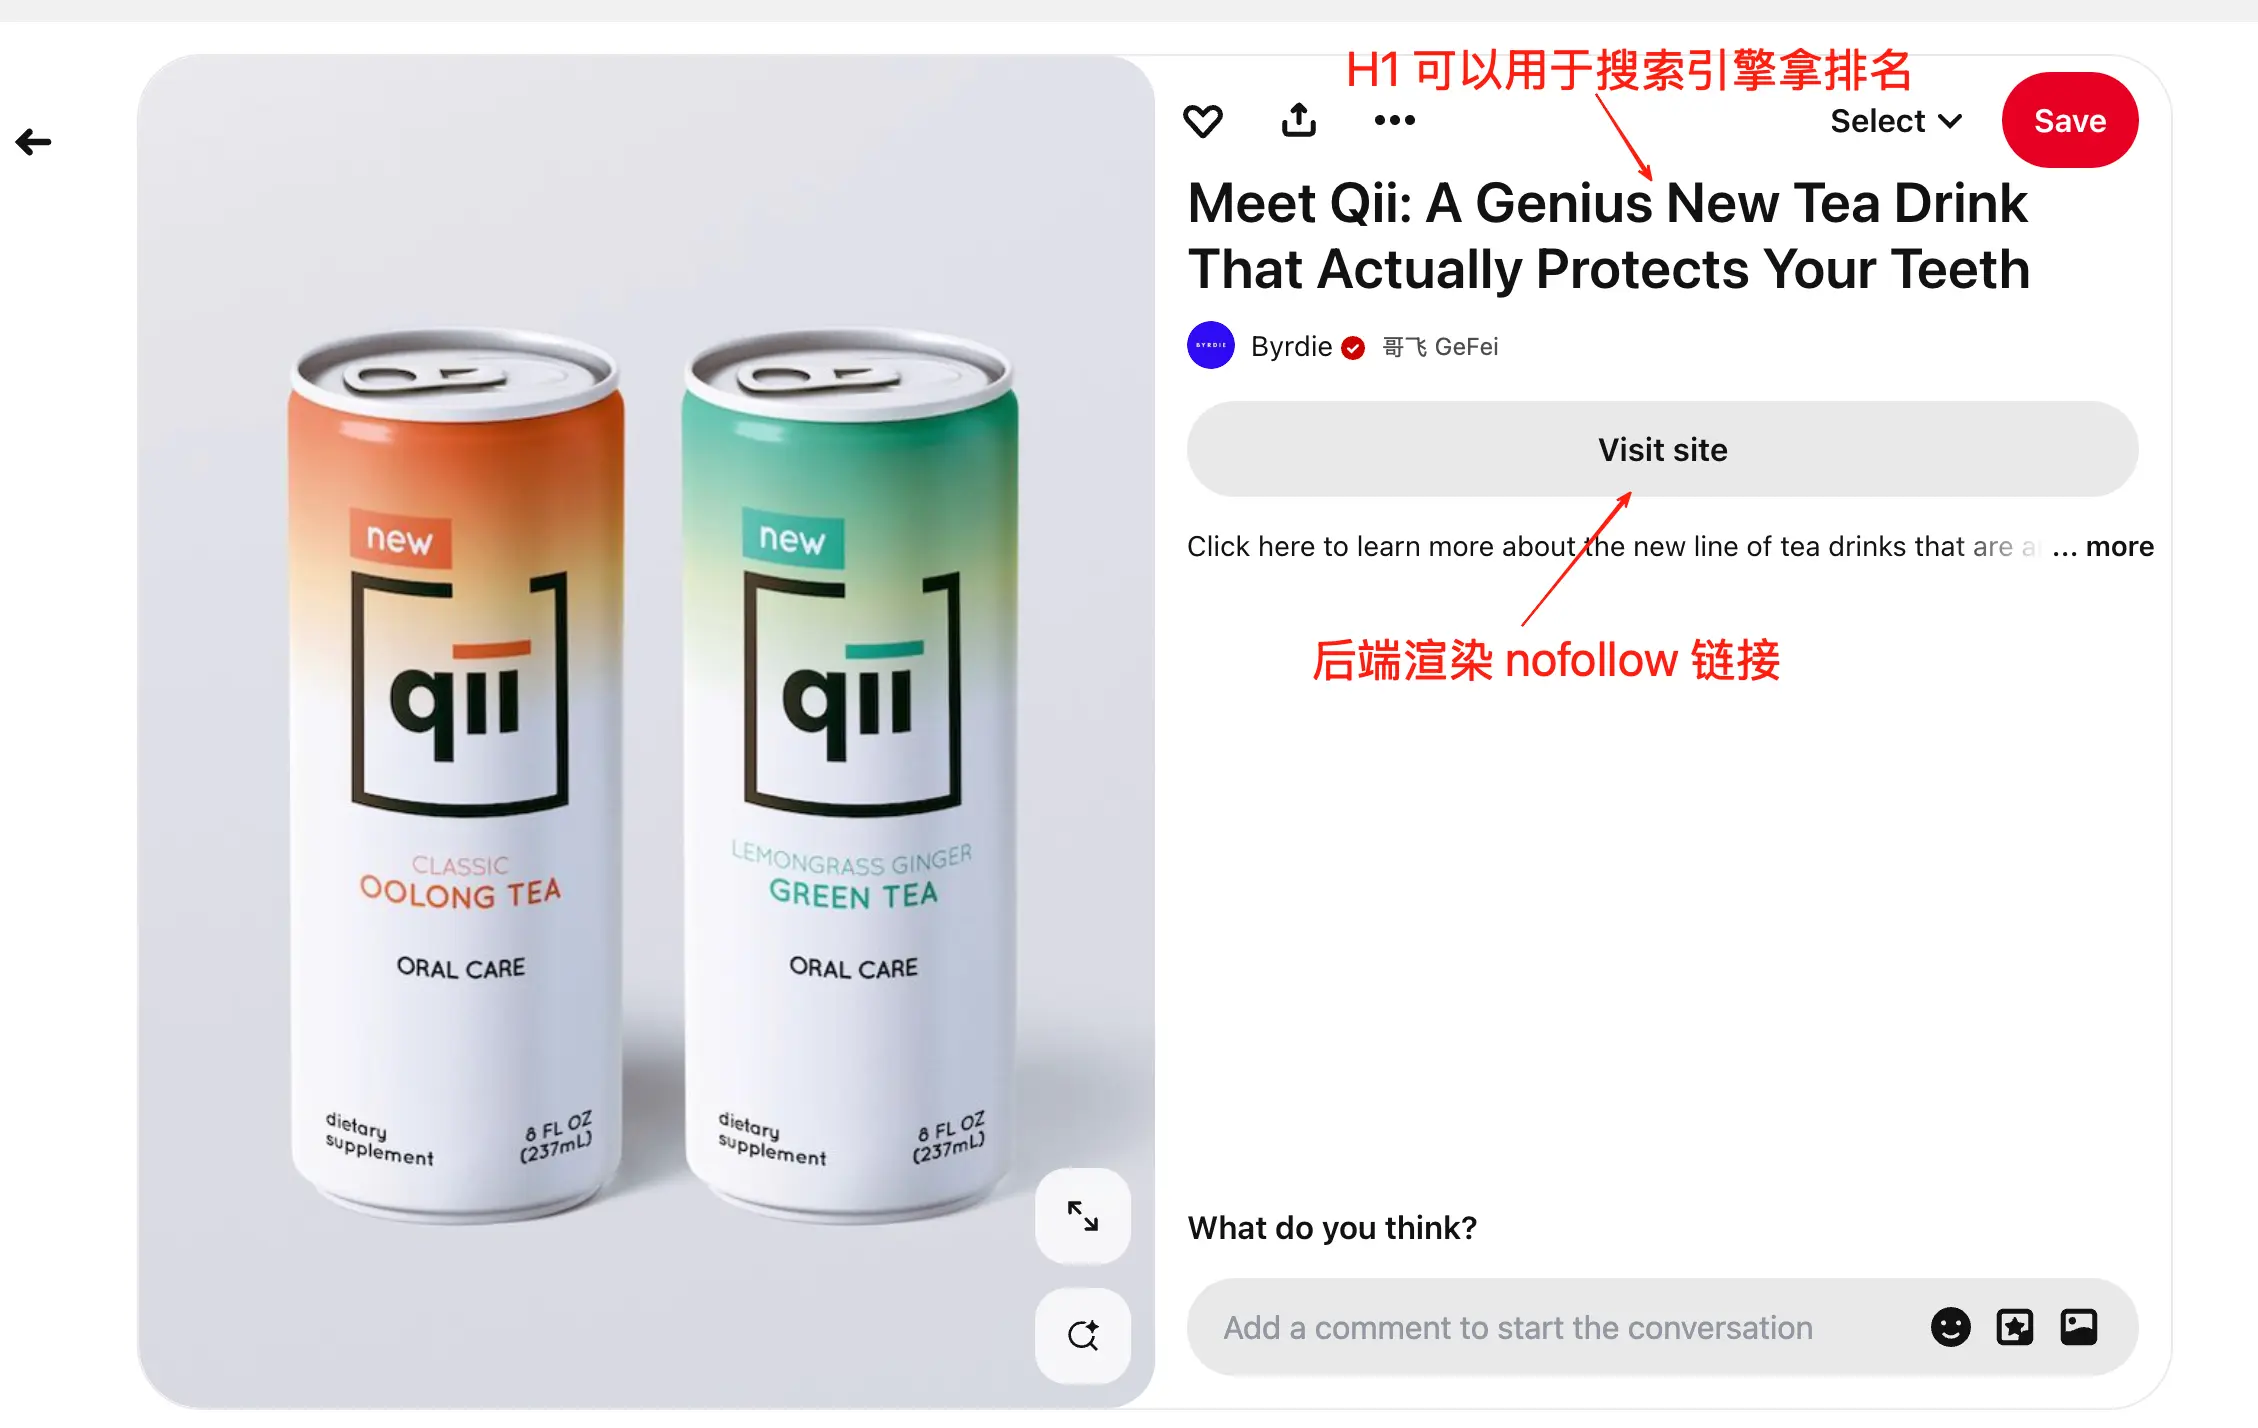 H1 可以用于搜索引擎拿排名
Select
Save
Meet Qii: A Genius New Tea Drink
That Actually Protects Your Teeth
BYRDIE
Byrdie
哥飞 GeFei
Visit site
Click here to learn more about the new line of tea drinks that are a ... more
后端渲染 nofollow 链接
new
qii
CLASSIC
OOLONG TEA
ORAL CARE
dietary
supplement
8 FL OZ
(237mL)
new
qii
LEMONGRASS GINGER
GREEN TEA
ORAL CARE
dietary
supplement
8 FL OZ
(237mL)
What do you think?
Add a comment to start the conversation